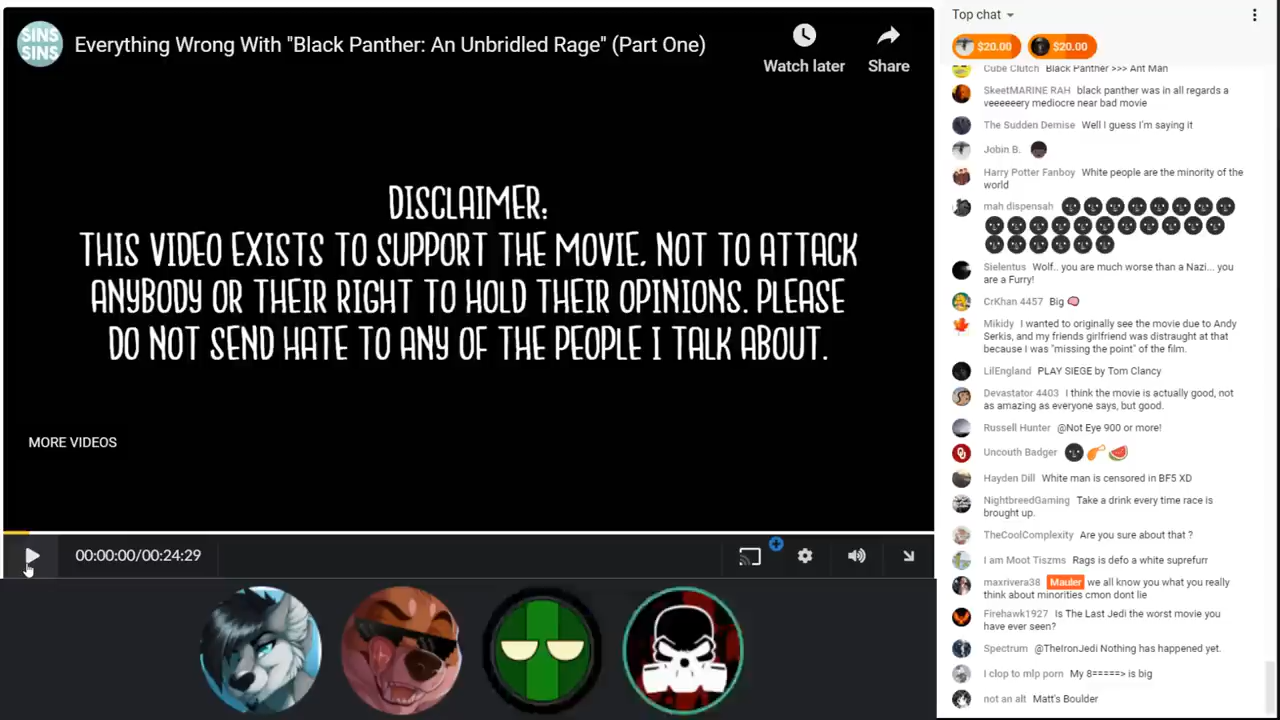 SINS
SINS
Everything Wrong With "Black Panther: An Unbridled Rage" (Part One)
Watch later
Share
DISCLAIMER:
THIS VIDEO EXISTS TO SUPPORT THE MOVIE, NOT TO ATTACK
ANYBODY OR THEIR RIGHT TO HOLD THEIR OPINIONS. PLEASE
DO NOT SEND HATE TO ANY OF THE PEOPLE I TALK ABOUT.
MORE VIDEOS
00:00:00/00:24:29
Top chat
$20.00
$20.00
Cube Clutch Black Panther >>> Ant Man
SkeetMARINE RAH black panther was in all regards a
veeeeeery mediocre near bad movie
The Sudden Demise Well I guess I'm saying it
Jobin B.
Harry Potter Fanboy White people are the minority of the
world
mah dispensah
Sielentus Wolf.. you are much worse than a Nazi... you
are a Furry!
CrKhan 4457 Big
Mikidy I wanted to originally see the movie due to Andy
Serkis, and my friends girlfriend was distraught at that
because I was "missing the point" of the film.
LilEngland PLAY SIEGE by Tom Clancy
Devastator 4403 i think the movie is actually good, not
as amazing as everyone says, but good.
Russell Hunter @Not Eye 900 or more!
Uncouth Badger
Hayden Dill White man is censored in BF5 XD
NightbreedGaming Take a drink every time race is
brought up.
TheCoolComplexity Are you sure about that ?
I am Moot Tiszms Rags is defo a white suprefurr
maxrivera38 Mauler we all know you what you really
think about minorities cmon dont lie
Firehawk1927 Is The Last Jedi the worst movie you
have ever seen?
Spectrum @TheIronJedi Nothing has happened yet.
I clop to mlp porn My 8=====> is big
not an alt Matt's Boulder